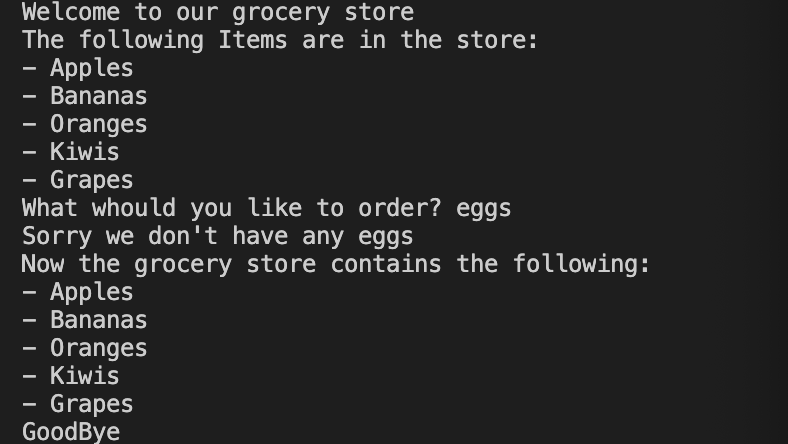 Welcome to our grocery store
The following Items are in the store:
- Apples
- Bananas
- Oranges
- Kiwis
- Grapes
What whould you like to order? eggs
Sorry we don't have any eggs
Now the grocery store contains the following:
- Apples
- Bananas
- Oranges
- Kiwis
- Grapes
GoodBye